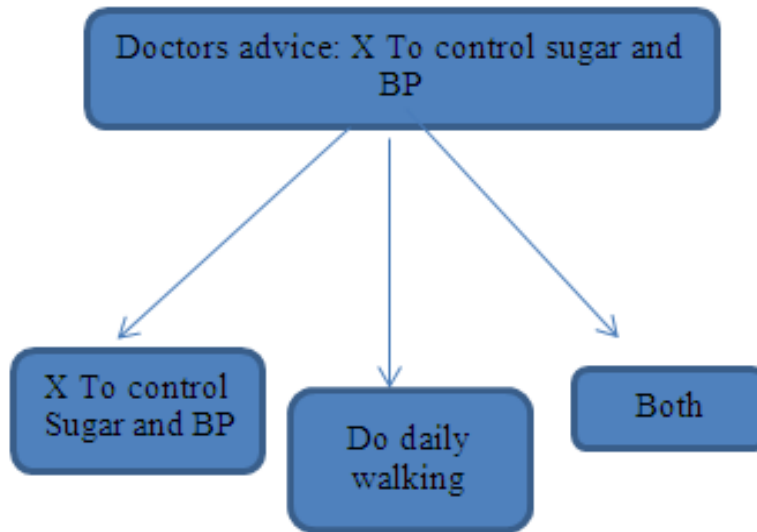 Doctors advice: X To control sugar and
BP
X To control
Sugar and BP
Do daily
walking
Both